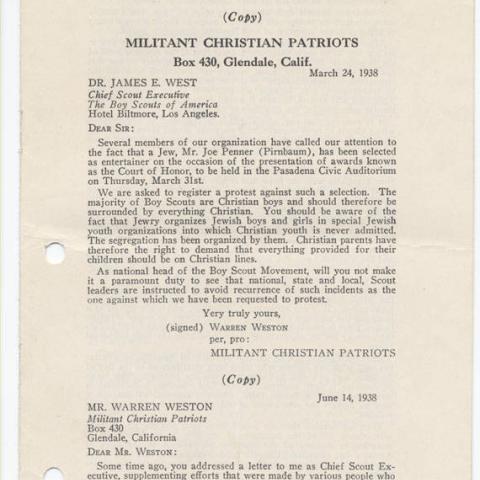 (Copy)
MILITANT CHRISTIAN PATRIOTS
Box 430, Glendale, Calif.
March 24, 1938
DR. JAMES E. WEST
Chief Scout Executive
The Boy Scouts of America
Hotel Biltmore, Los Angeles.
DEAR SIR:
Several members of our organization have called our attention to
the fact that a Jew, Mr. Joe Penner (Pirnbaum), has been selected
as entertainer on the occasion of the presentation of awards known
as the Court of Honor, to be held in the Pasadena Civic Auditorium
on Thursday, March 31st.
We are asked to register a protest against such a selection. The
majority of Boy Scouts are Christian boys and should therefore be
surrounded by everything Christian. You should be aware of the
fact that Jewry organizes Jewish boys and girls in special Jewish
youth organizations into which Christian youth is never admitted.
The segregation has been organized by them. Christian parents have
therefore the right to demand that everything provided for their
children should be on Christian lines.
As national head of the Boy Scout Movement, will you not make
it a paramount duty to see that national, state and local, Scout
leaders are instructed to avoid recurrence of such incidents as the
one against which we have been requested to protest.
Very truly yours,
(signed) WARREN WESTON
per, pro:
MILITANT CHRISTIAN PATRIOTS
(Copy)
June 14, 1938
MR. WARREN WESTON
Militant Christian Patriots
Box 430
Glendale, California
DEAR MR. WESTON:
Some time ago, you addressed a letter to me as Chief Scout Ex-
ecutive, supplementing efforts that were made by various people who